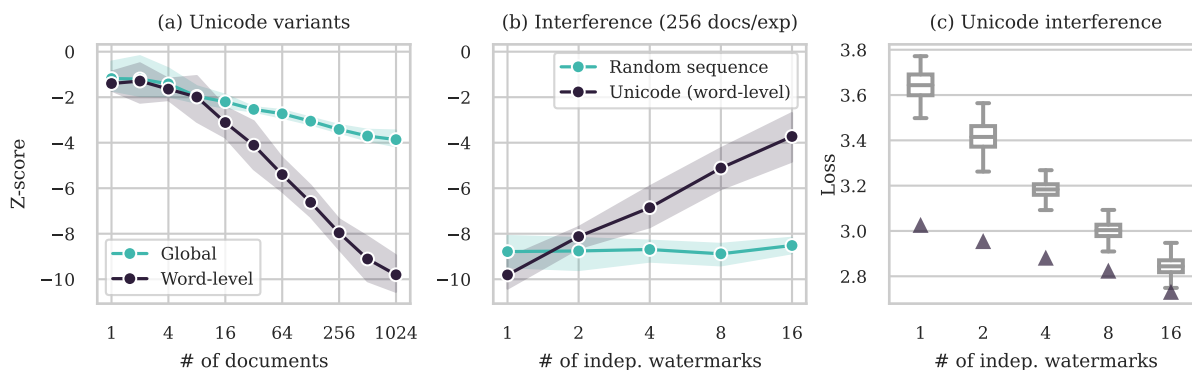 (a) Unicode variants
0
−2
−4
−6
−8
−10
Z-score
Global
Word-level
1
4
16
64
256
1024
# of documents
(b) Interference (256 docs/exp)
0
−2
−4
−6
−8
−10
Random sequence
Unicode (word-level)
1
2
4
8
16
# of indep. watermarks
(c) Unicode interference
3.8
3.6
3.4
3.2
3.0
2.8
Loss
1
2
4
8
16
# of indep. watermarks